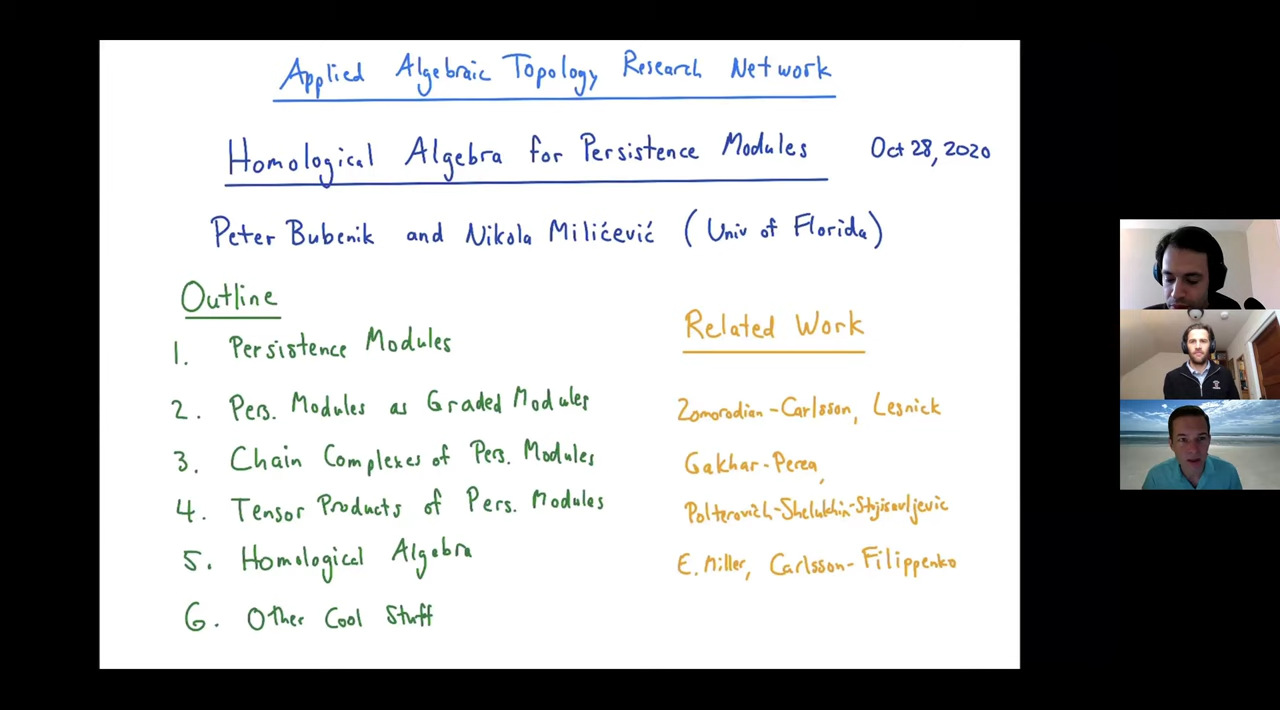 Applied Algebraic Topology Research Network
Homological Algebra for Persistence Modules Oct 28, 2020
Peter Bubenik and Nikola Milićević (Univ of Florida)
Outline
1. Persistence Modules
2. Pers. Modules as Graded Modules
3. Chain Complexes of Pers. Modules
4. Tensor Products of Pers. Modules
5. Homological Algebra
6. Other Cool Stuff
Related Work
Zomorodian-Carlsson, Lesnick
Gakhar-Perea,
Polterovich-Shelukhin-Stojisavljevic
E. Miller, Carlsson-Filippenko